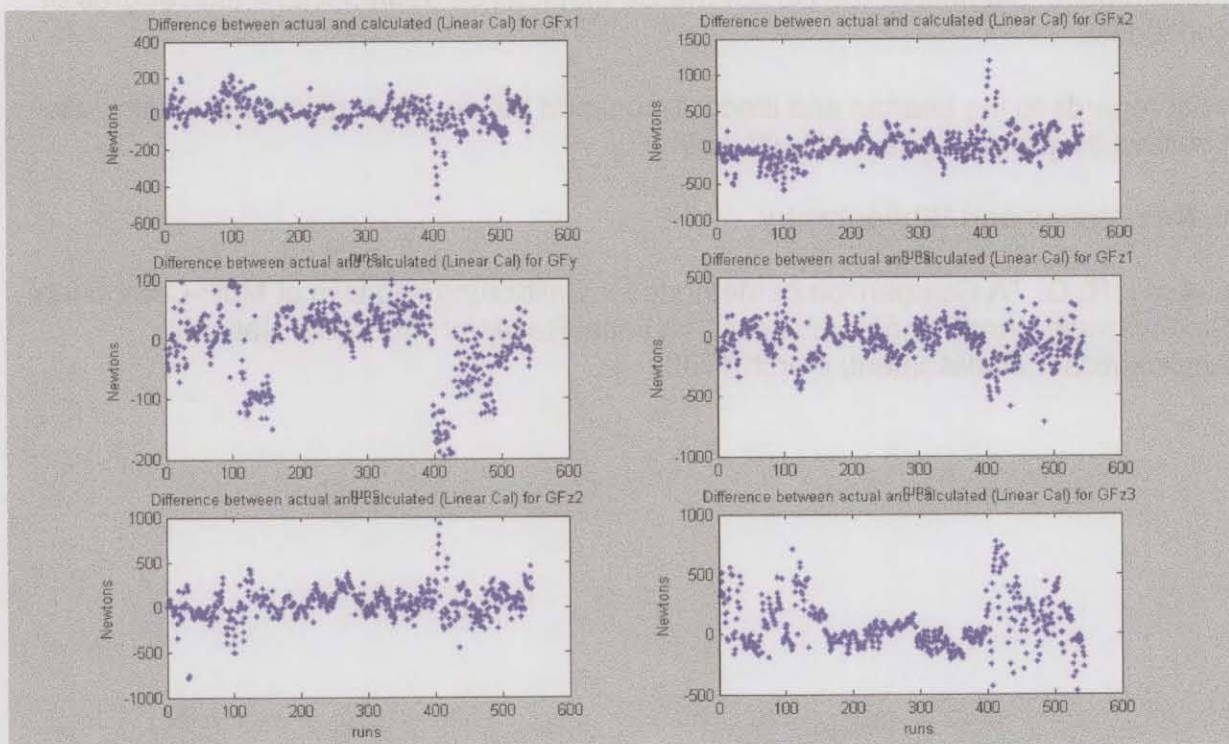 Difference between actual and calculated (Linear Cal) for GFx1
400
200
0
-200
-400
-600
Newtons
0 100 200 300 400 500 600
runs
Difference between actual and calculated (Linear Cal) for GFx2
1500
1000
500
0
-500
-1000
Newtons
0 100 200 300 400 500 600
runs
Difference between actual and calculated (Linear Cal) for GFy
100
0
-100
-200
Newtons
0 100 200 300 400 500 600
runs
Difference between actual and calculated (Linear Cal) for GFz1
500
0
-500
-1000
Newtons
0 100 200 300 400 500 600
runs
Difference between actual and calculated (Linear Cal) for GFz2
1000
500
0
-500
-1000
Newtons
0 100 200 300 400 500 600
runs
Difference between actual and calculated (Linear Cal) for GFz3
1000
500
0
-500
Newtons
0 100 200 300 400 500 600
runs